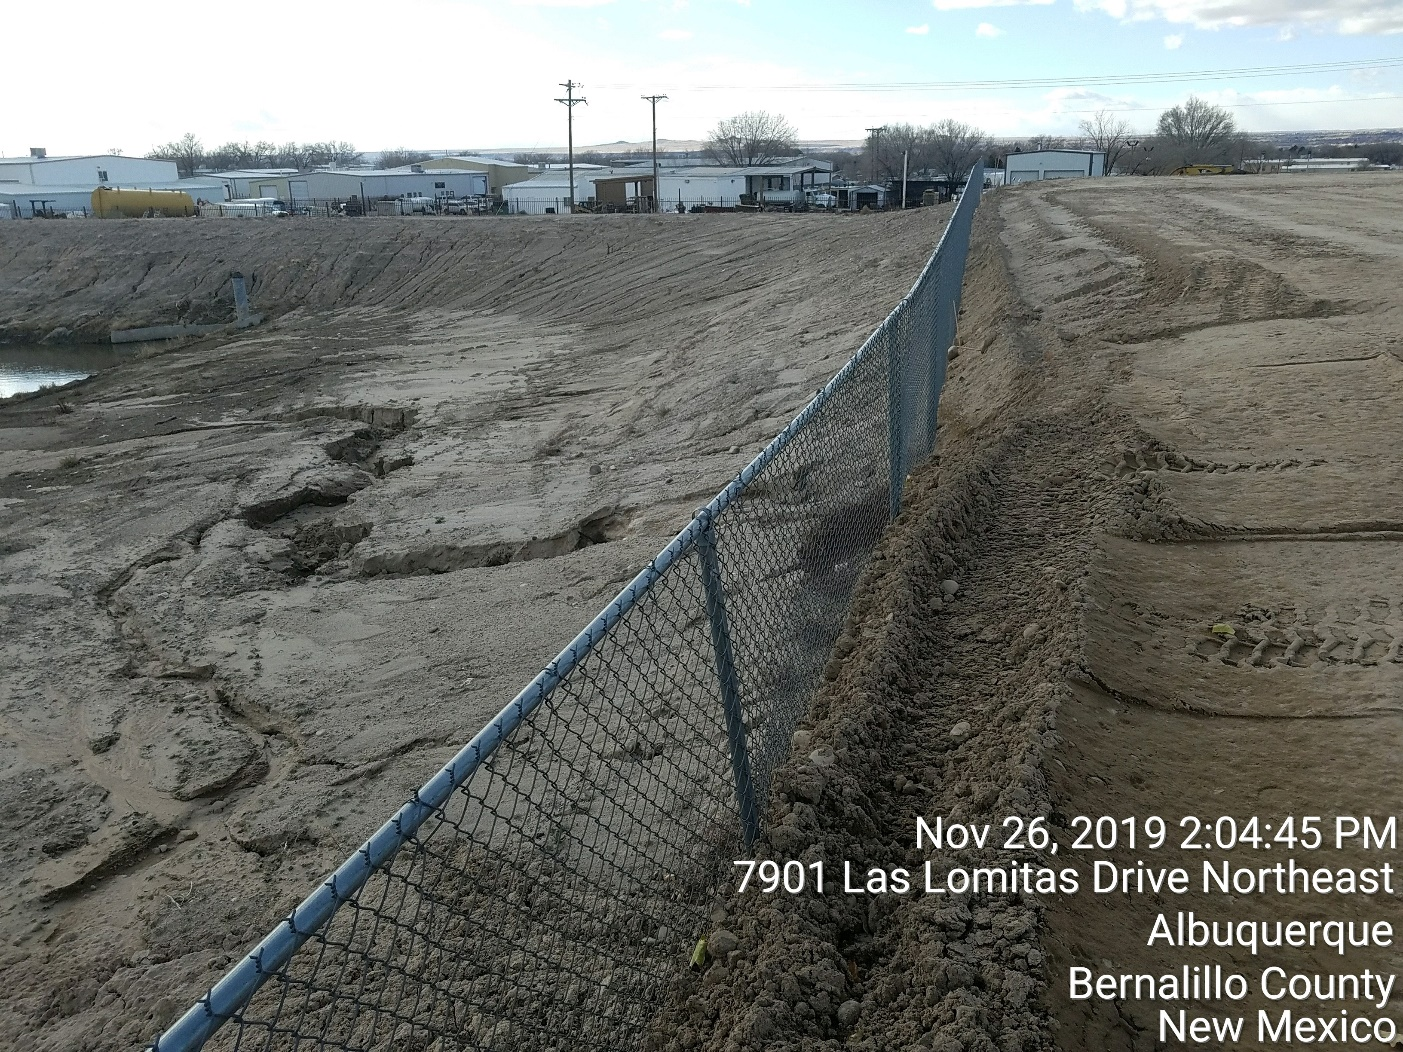 Nov 26, 2019 2:04:45 PM
7901 Las Lomitas Drive Northeast
Albuquerque
Bernalillo County
New Mexico